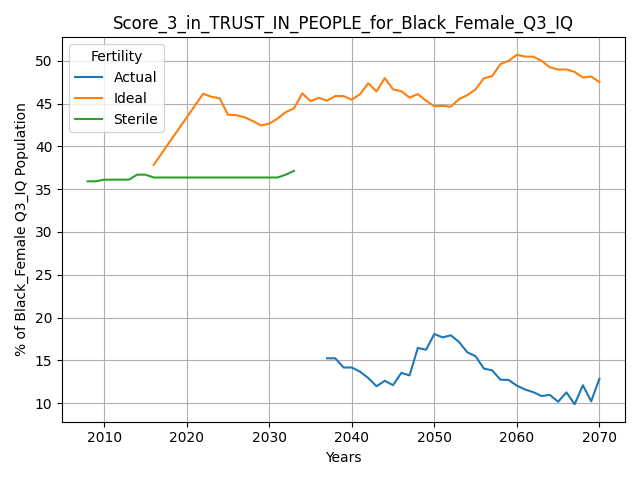 Score_3_in_TRUST_IN_PEOPLE_for_Black_Female_Q3_IQ
Fertility
Actual
Ideal
Sterile
% of Black_Female Q3_IQ Population
50
45
40
35
30
25
20
15
10
2010 2020 2030 2040 2050 2060 2070
Years